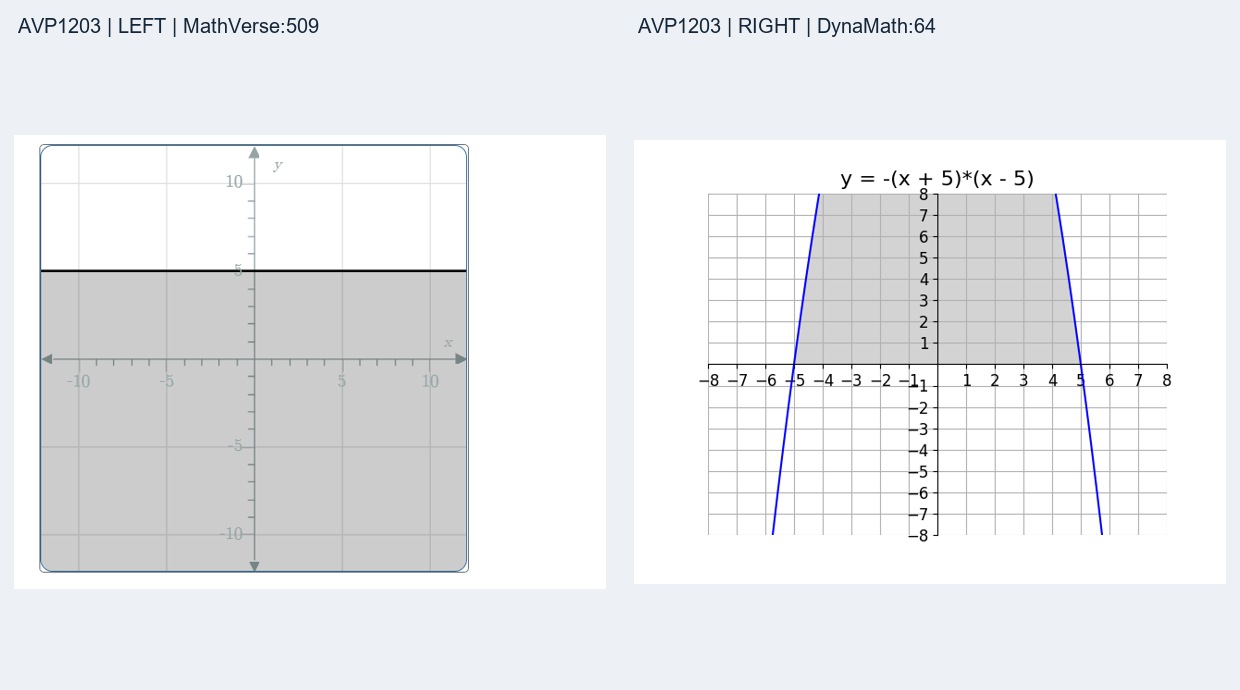 AVP1203 | LEFT | MathVerse:509
AVP1203 | RIGHT | DynaMath:64
y
10
5
x
-10 -5 5 10
-5
-10
y = -(x + 5)*(x - 5)
8
7
6
5
4
3
2
1
−8 −7 −6 −5 −4 −3 −2 −1 1 2 3 4 5 6 7 8
−1
−2
−3
−4
−5
−6
−7
−8